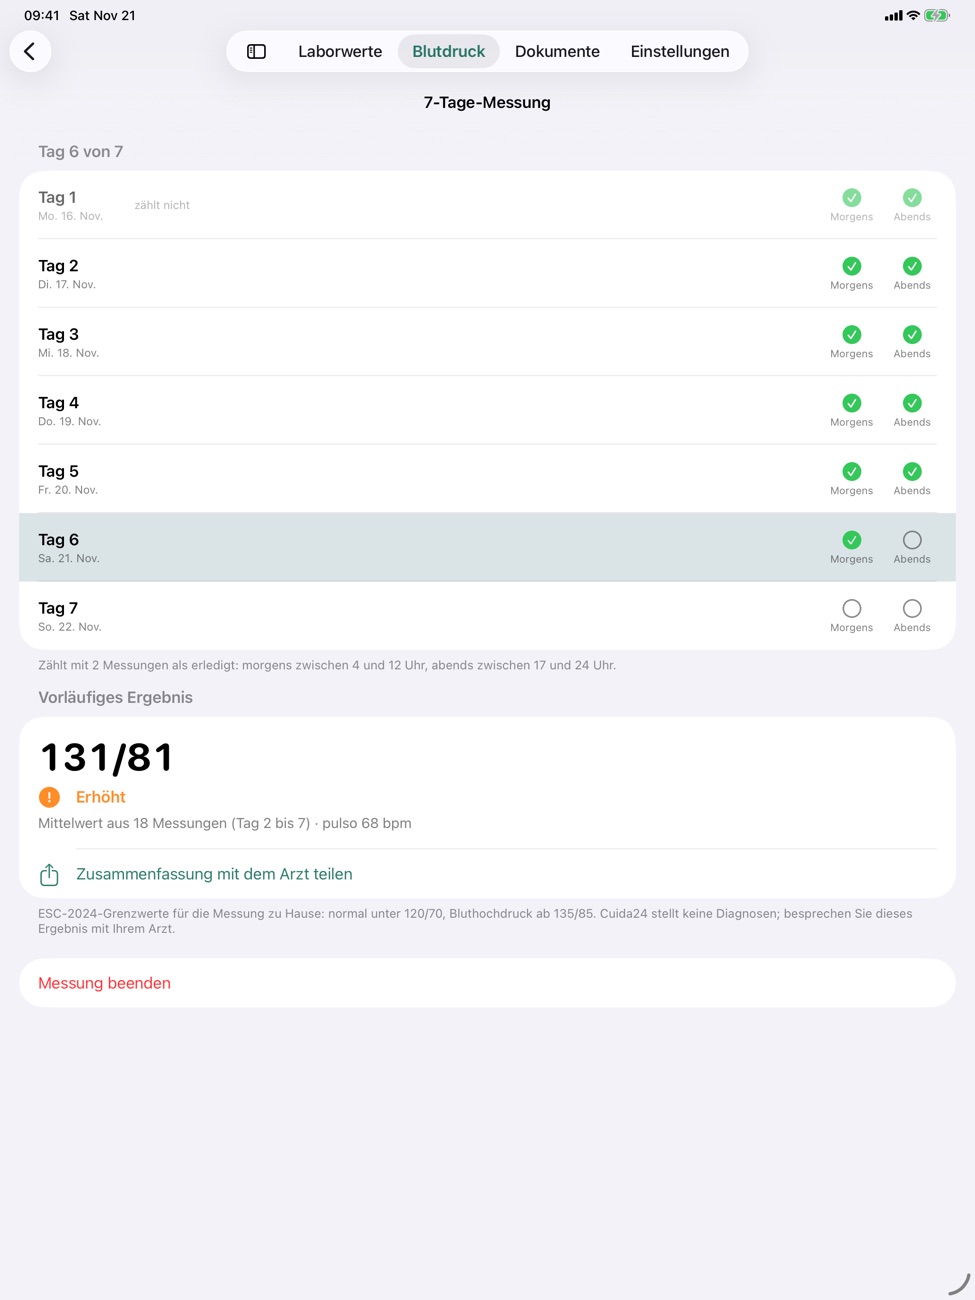 09:41 Sat Nov 21
Laborwerte Blutdruck Dokumente Einstellungen
7-Tage-Messung
Tag 6 von 7
Tag 1
Mo. 16. Nov.
zählt nicht
Morgens Abends
Tag 2
Di. 17. Nov.
Morgens Abends
Tag 3
Mi. 18. Nov.
Morgens Abends
Tag 4
Do. 19. Nov.
Morgens Abends
Tag 5
Fr. 20. Nov.
Morgens Abends
Tag 6
Sa. 21. Nov.
Morgens Abends
Tag 7
So. 22. Nov.
Morgens Abends
Zählt mit 2 Messungen als erledigt: morgens zwischen 4 und 12 Uhr, abends zwischen 17 und 24 Uhr.
Vorläufiges Ergebnis
131/81
Erhöht
Mittelwert aus 18 Messungen (Tag 2 bis 7) · pulso 68 bpm
Zusammenfassung mit dem Arzt teilen
ESC-2024-Grenzwerte für die Messung zu Hause: normal unter 120/70, Bluthochdruck ab 135/85. Cuida24 stellt keine Diagnosen; besprechen Sie dieses
Ergebnis mit Ihrem Arzt.
Messung beenden